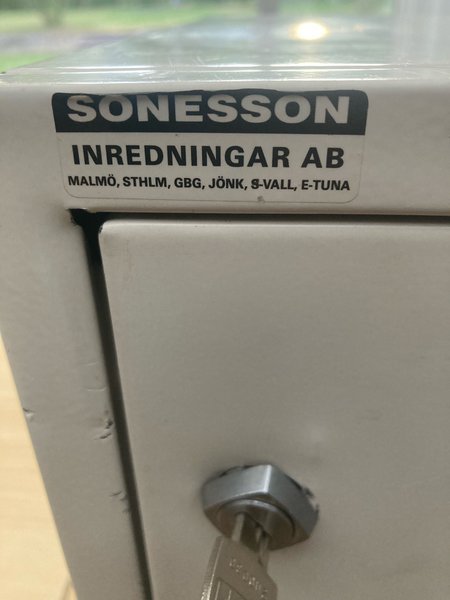 SONESSON
INREDNINGAR AB
MALMÖ, STHLM, GBG, JÖNK, S-VALL, E-TUNA